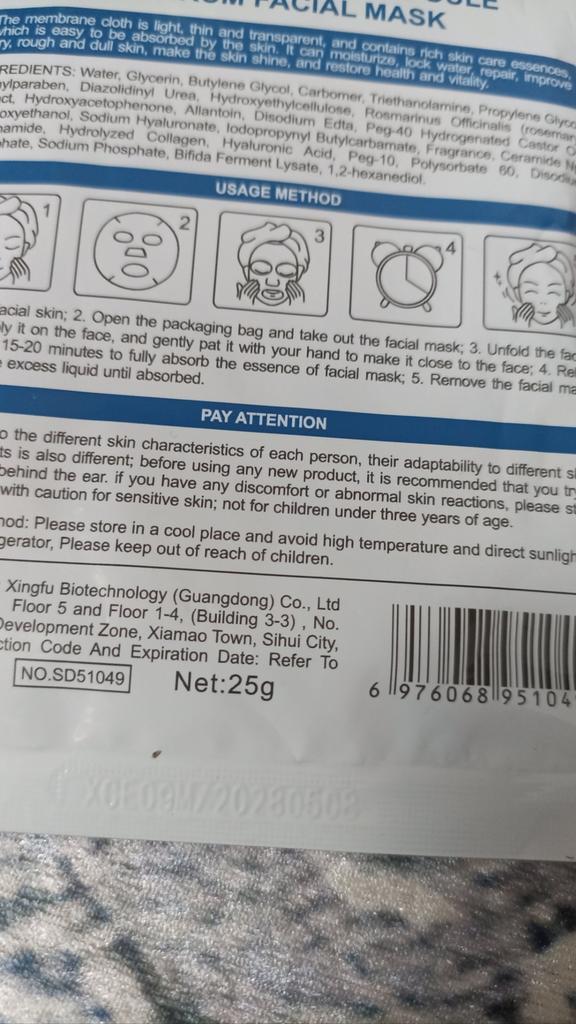 FACIAL MASK
The membrane cloth is light, thin and transparent, and contains rich skin care essences,
which is easy to be absorbed by the skin. It can moisturize, lock water, repair, improve
rough and dull skin, make the skin shine, and restore health and vitality.
REDIENTS: Water, Glycerin, Butylene Glycol, Carbomer, Triethanolamine, Propylene Glyco
ylparaben, Diazolidinyl Urea, Hydroxyethylcellulose, Rosmarinus Officinalis (rosemar
ct, Hydroxyacetophenone, Allantoin, Disodium Edta, Peg-40 Hydrogenated Castor O
oxyethanol, Sodium Hyaluronate, Iodopropynyl Butylcarbamate, Fragrance, Ceramide N
amide, Hydrolyzed Collagen, Hyaluronic Acid, Peg-10, Polysorbate 60, Disodiu
hate, Sodium Phosphate, Bifida Ferment Lysate, 1,2-hexanediol.
USAGE METHOD
1
2
3
4
acial skin; 2. Open the packaging bag and take out the facial mask; 3. Unfold the fac
ly it on the face, and gently pat it with your hand to make it close to the face; 4. Rel
15-20 minutes to fully absorb the essence of facial mask; 5. Remove the facial ma
excess liquid until absorbed.
PAY ATTENTION
o the different skin characteristics of each person, their adaptability to different s
ts is also different; before using any new product, it is recommended that you try
behind the ear. if you have any discomfort or abnormal skin reactions, please st
with caution for sensitive skin; not for children under three years of age.
hod: Please store in a cool place and avoid high temperature and direct sunligh
gerator, Please keep out of reach of children.
Xingfu Biotechnology (Guangdong) Co., Ltd
Floor 5 and Floor 1-4, (Building 3-3) , No.
Development Zone, Xiamao Town, Sihui City,
ction Code And Expiration Date: Refer To
NO.SD51049
Net:25g
6 976068 95104